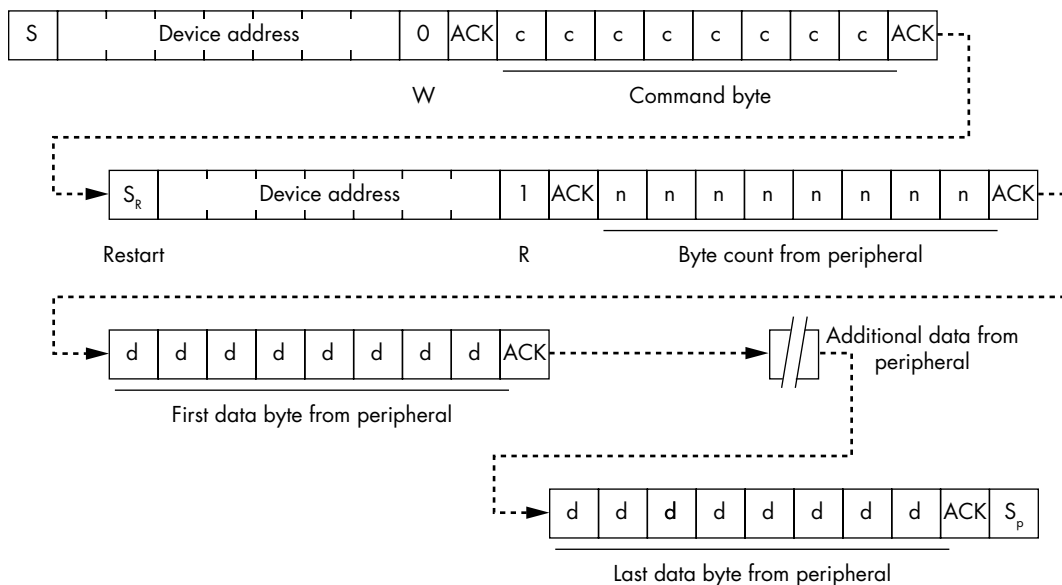 S Device address 0 ACK c c c c c c c c ACK
W Command byte
S_R Device address 1 ACK n n n n n n n n ACK
Restart R Byte count from peripheral
d d d d d d d d ACK
Additional data from
peripheral
First data byte from peripheral
d d d d d d d d ACK S_p
Last data byte from peripheral